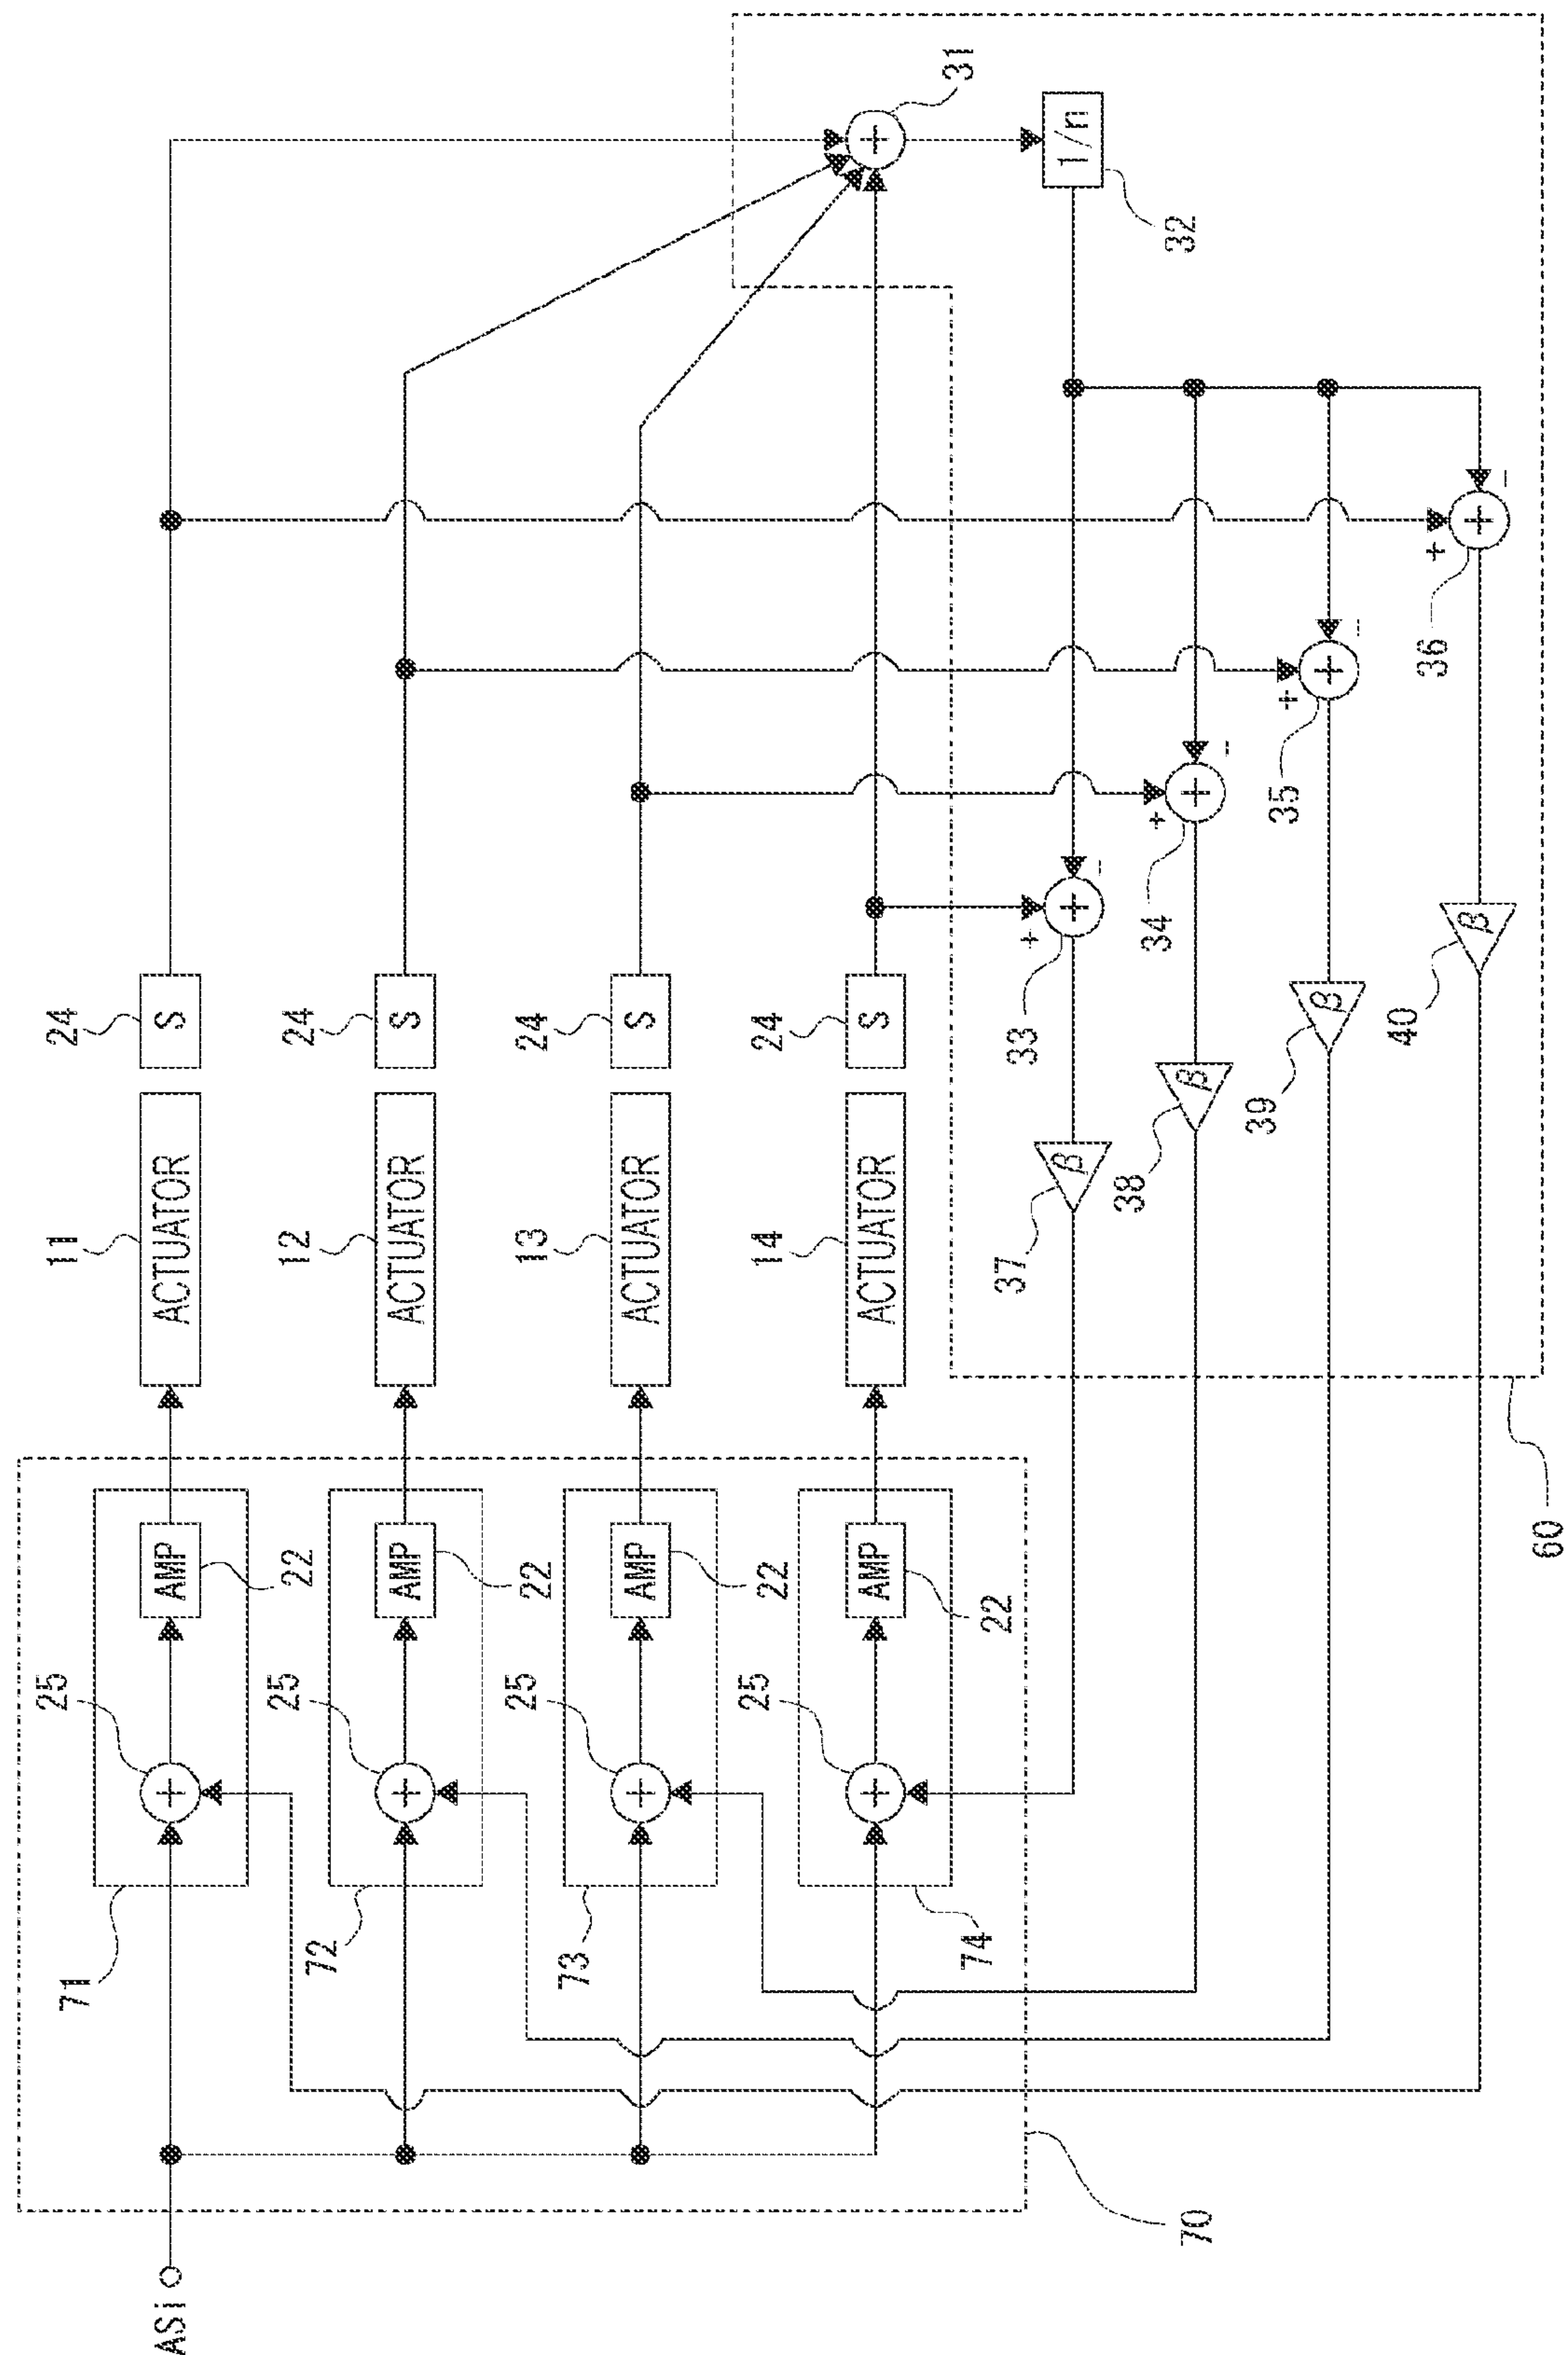 ASi
71
25
AMP
22
11
ACTUATOR
24
S
72
25
AMP
22
12
ACTUATOR
24
S
73
25
AMP
22
13
ACTUATOR
24
S
74
25
AMP
22
14
ACTUATOR
24
S
+
+
+
+
+
31
1/n
32
+
+
-
33
β
37
+
+
-
34
β
38
+
+
-
35
β
39
+
+
-
36
β
40
70
60